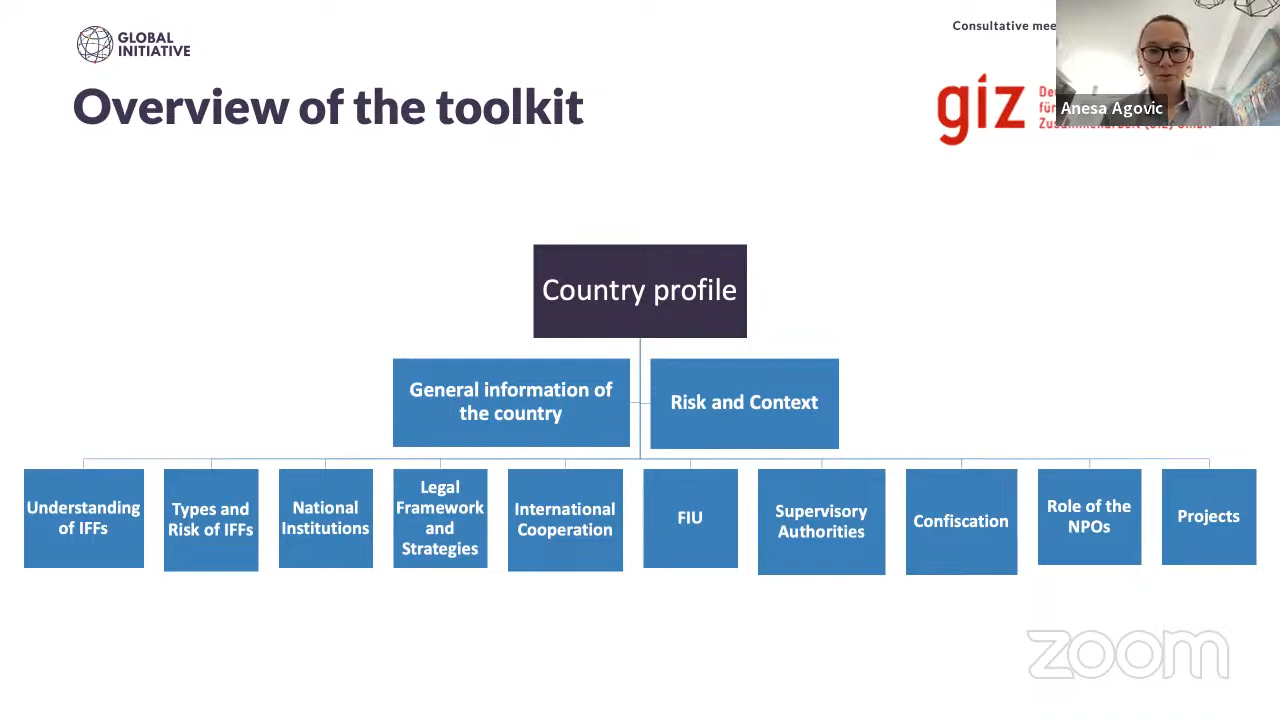 GLOBAL
INITIATIVE
Consultative
Overview of the toolkit
giz
Anesa Agovic
Country profile
General information of
the country
Risk and Context
Understanding
of IFFs
Types and
Risk of IFFs
National
Institutions
Legal
Framework
and
Strategies
International
Cooperation
FIU
Supervisory
Authorities
Confiscation
Role of the
NPOs
Projects
zoom